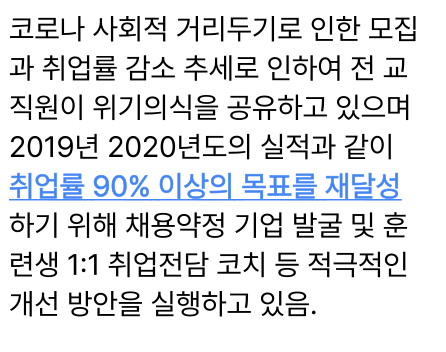 코로나 사회적 거리두기로 인한 모집
과 취업률 감소 추세로 인하여 전 교
직원이 위기의식을 공유하고 있으며
2019년 2020년도의 실적과 같이
취업률 90% 이상의 목표를 재달성
하기 위해 채용약정 기업 발굴 및 훈
련생 1:1 취업전담 코치 등 적극적인
개선 방안을 실행하고 있음.